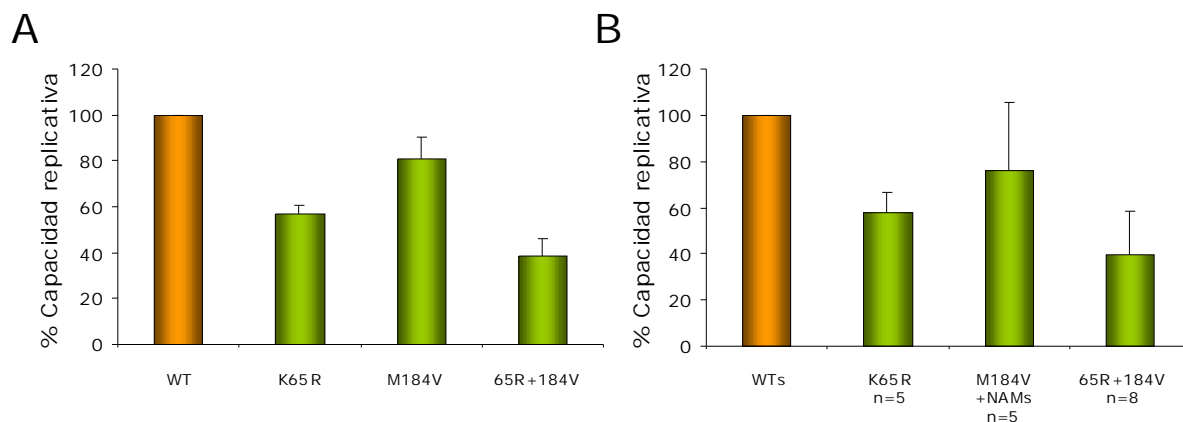 A
% Capacidad replicativa
120
100
80
60
40
20
0
WT
K65R
M184V
65R+184V
B
% Capacidad replicativa
120
100
80
60
40
20
0
WTs
K65R
n=5
M184V
+NAMs
n=5
65R+184V
n=8